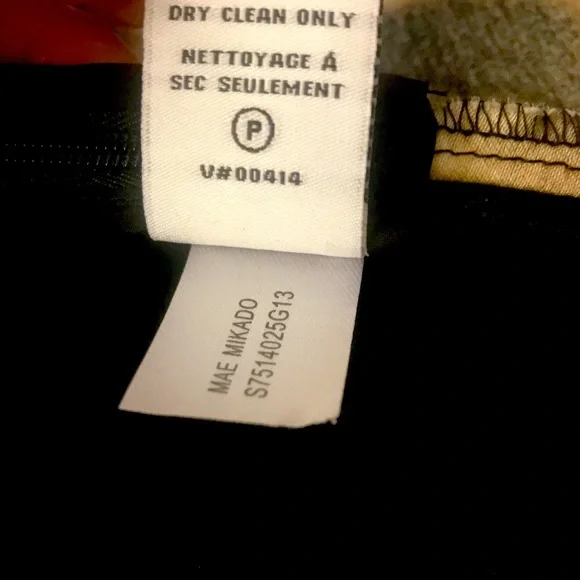 DRY CLEAN ONLY
NETTOYAGE Á
SEC SEULEMENT
P
V#00414
MAE MIKADO
S7514025G13